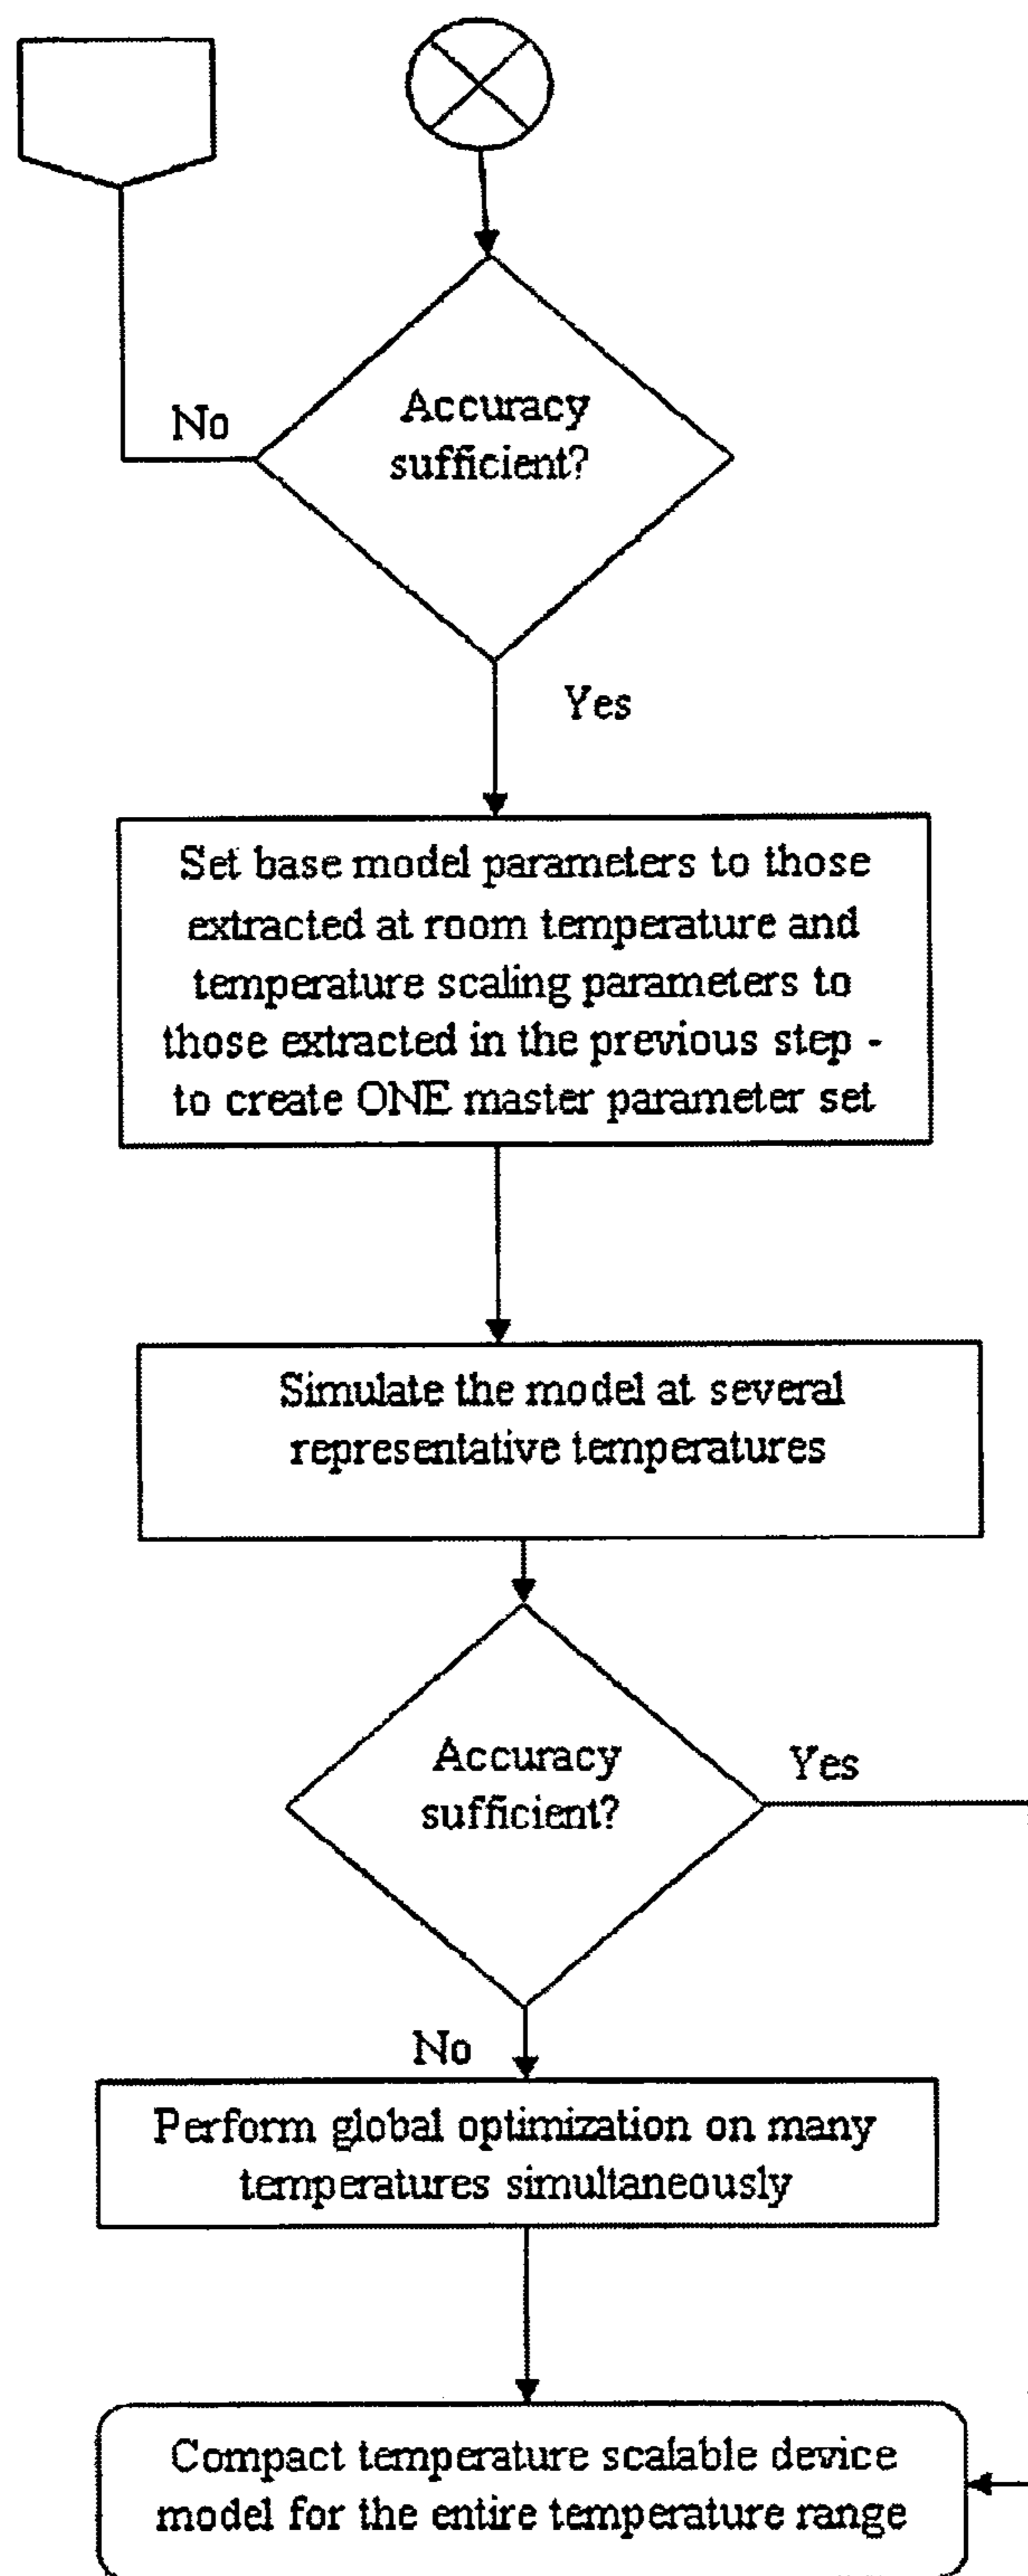 Accuracy
sufficient?
No
Yes
Set base model parameters to those
extracted at room temperature and
temperature scaling parameters to
those extracted in the previous step -
to create ONE master parameter set
Simulate the model at several
representative temperatures
Accuracy
sufficient?
Yes
No
Perform global optimization on many
temperatures simultaneously
Compact temperature scalable device
model for the entire temperature range